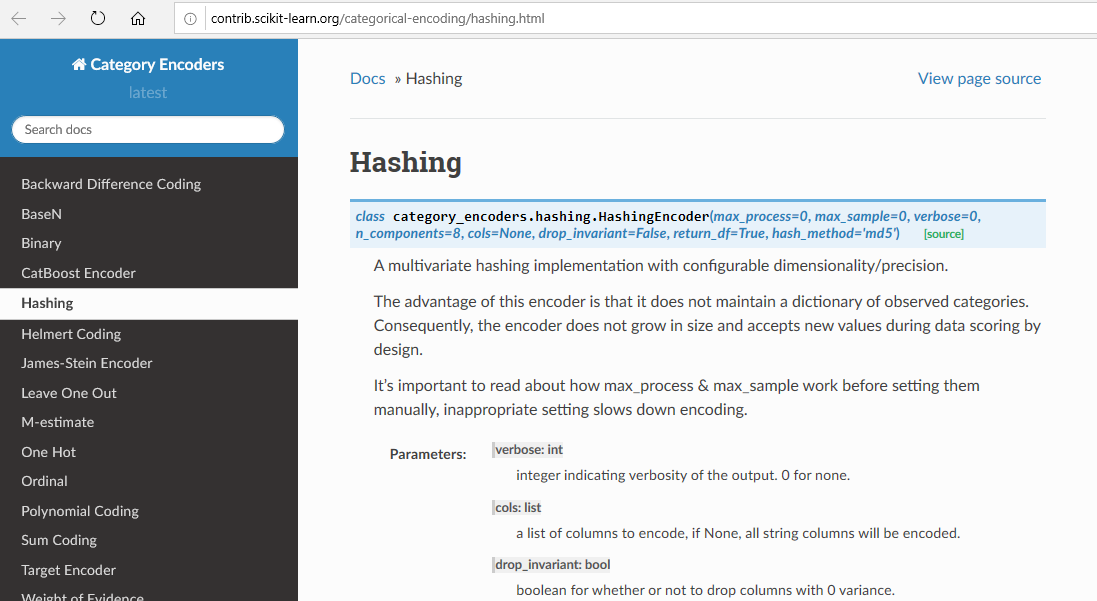 contrib.scikit-learn.org/categorical-encoding/hashing.html
Category Encoders
latest
Search docs
Backward Difference Coding
BaseN
Binary
CatBoost Encoder
Hashing
Helmert Coding
James-Stein Encoder
Leave One Out
M-estimate
One Hot
Ordinal
Polynomial Coding
Sum Coding
Target Encoder
Weight of Evidence
Docs » Hashing
View page source
Hashing
class category_encoders.hashing.HashingEncoder(max_process=0, max_sample=0, verbose=0,
n_components=8, cols=None, drop_invariant=False, return_df=True, hash_method='md5') [source]
A multivariate hashing implementation with configurable dimensionality/precision.
The advantage of this encoder is that it does not maintain a dictionary of observed categories.
Consequently, the encoder does not grow in size and accepts new values during data scoring by
design.
It's important to read about how max_process & max_sample work before setting them
manually, inappropriate setting slows down encoding.
Parameters:
verbose: int
integer indicating verbosity of the output. 0 for none.
cols: list
a list of columns to encode, if None, all string columns will be encoded.
drop_invariant: bool
boolean for whether or not to drop columns with 0 variance.